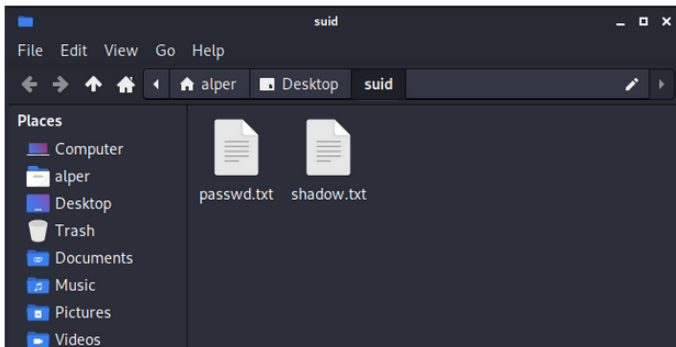 suid
File Edit View Go Help
alper Desktop suid
Places
Computer
alper
Desktop
Trash
Documents
Music
Pictures
Videos
passwd.txt shadow.txt